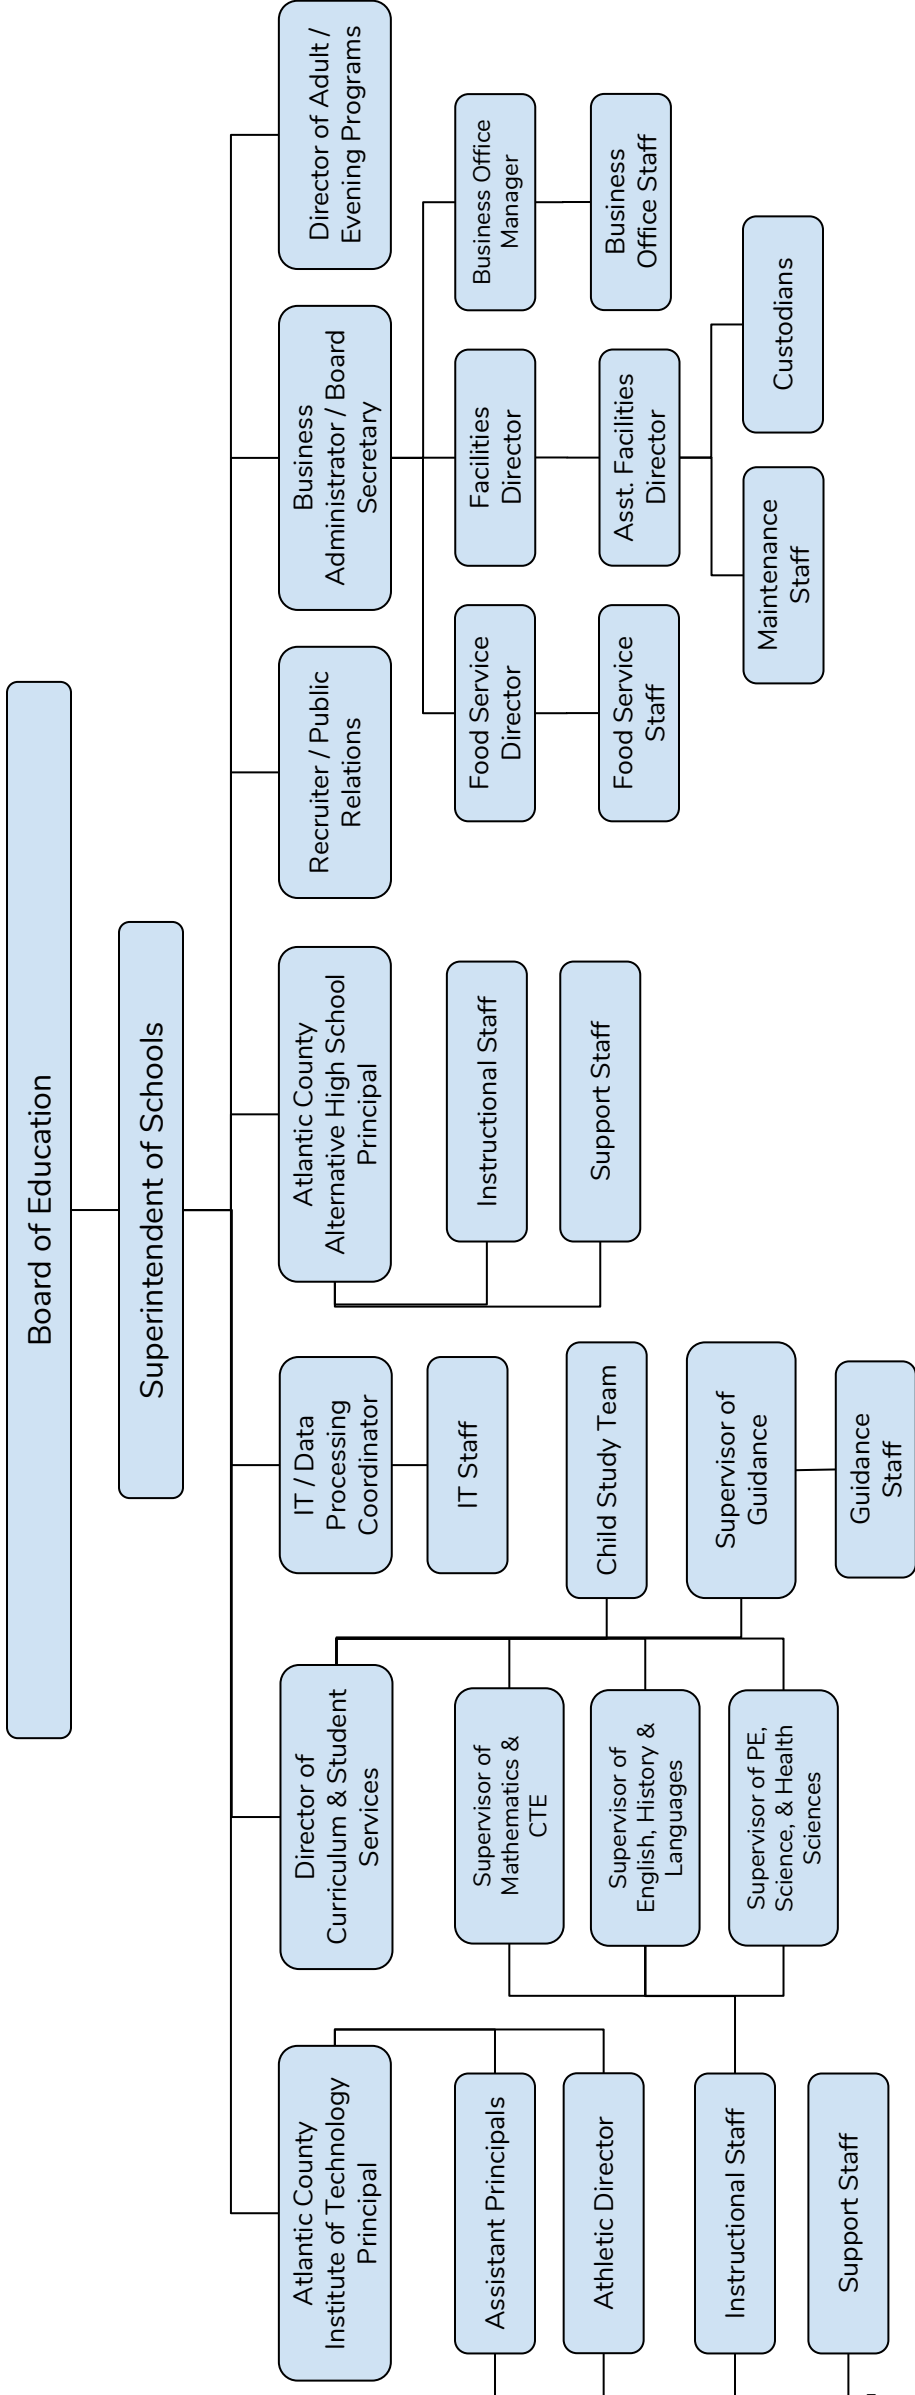 Board of Education
Superintendent of Schools
Atlantic County
Institute of Technology
Principal
Director of
Curriculum & Student
Services
IT / Data
Processing
Coordinator
Atlantic County
Alternative High School
Principal
Recruiter / Public
Relations
Business
Administrator / Board
Secretary
Director of Adult /
Evening Programs
Assistant Principals
Athletic Director
Instructional Staff
Support Staff
Supervisor of
Mathematics &
CTE
Supervisor of
English, History &
Languages
Supervisor of PE,
Science, & Health
Sciences
Child Study Team
Supervisor of
Guidance
Guidance
Staff
IT Staff
Instructional Staff
Support Staff
Food Service
Director
Food Service
Staff
Facilities
Director
Asst. Facilities
Director
Maintenance
Staff
Custodians
Business Office
Manager
Business
Office Staff